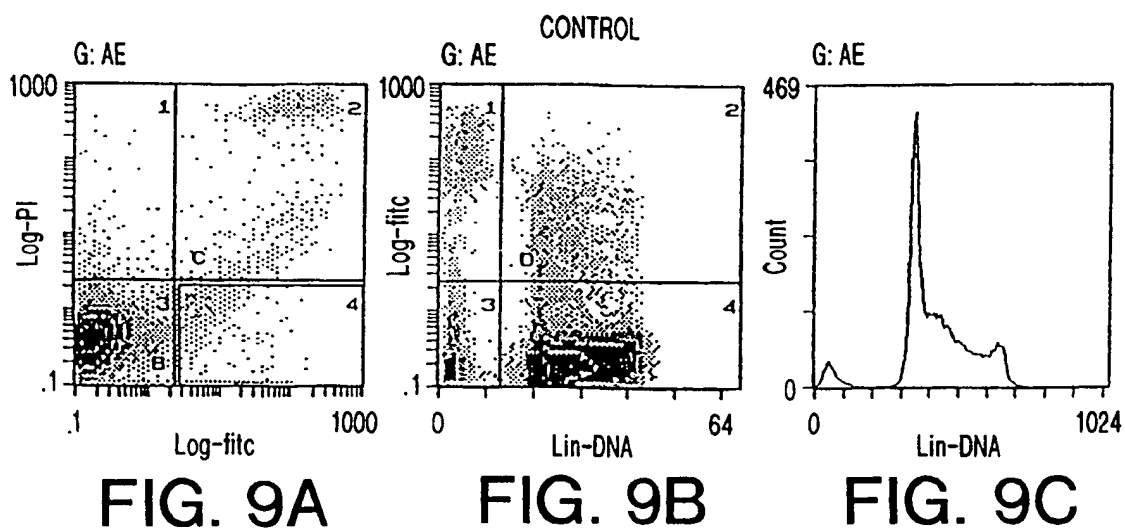 CONTROL
G: AE
1000
1
2
3
4
C
B
Log-PI
.1
.1
1000
Log-fitc
FIG. 9A
G: AE
1000
1
2
3
4
D
Log-fitc
.1
0
64
Lin-DNA
FIG. 9B
G: AE
469
Count
0
0
1024
Lin-DNA
FIG. 9C